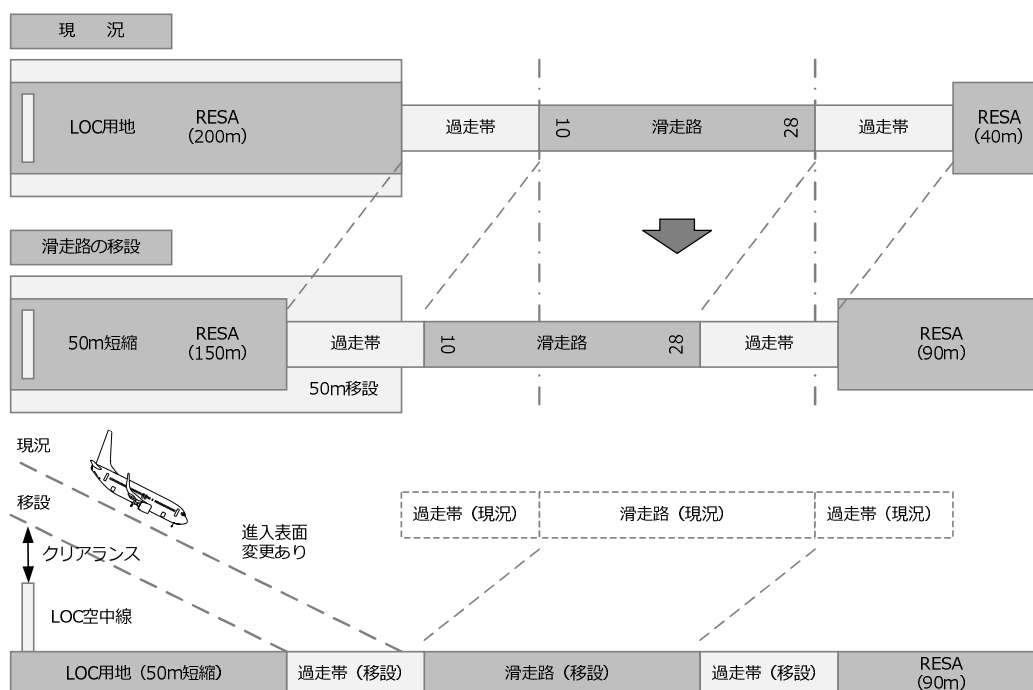 現　況
LOC用地
RESA
(200m)
過走帯
10
滑走路
28
過走帯
RESA
(40m)
滑走路の移設
50m短縮
RESA
(150m)
過走帯
10
滑走路
28
過走帯
RESA
(90m)
50m移設
現況
移設
クリアランス
LOC空中線
進入表面
変更あり
過走帯（現況）
滑走路（現況）
過走帯（現況）
LOC用地（50m短縮）
過走帯（移設）
滑走路（移設）
過走帯（移設）
RESA
(90m)